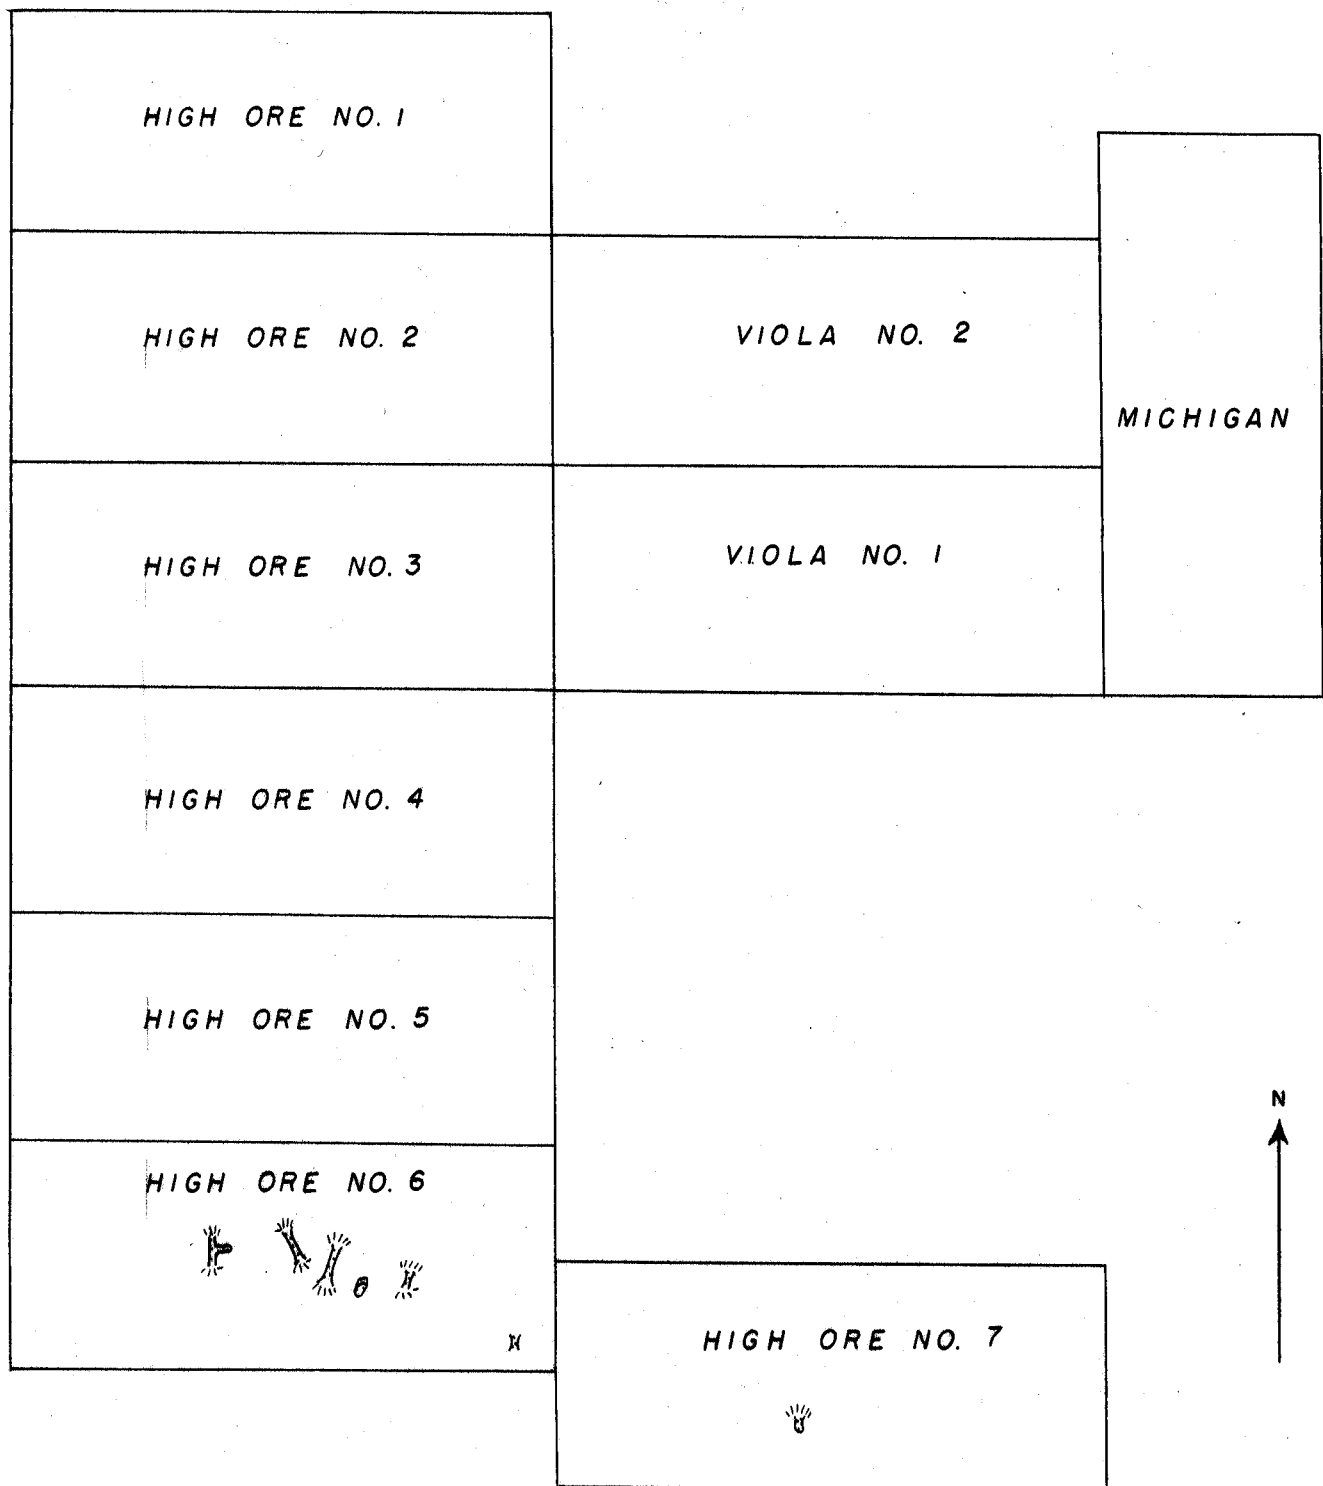 HIGH ORE NO. 1
HIGH ORE NO. 2
VIOLA NO. 2
MICHIGAN
HIGH ORE NO. 3
VIOLA NO. 1
HIGH ORE NO. 4
HIGH ORE NO. 5
N
HIGH ORE NO. 6
HIGH ORE NO. 7